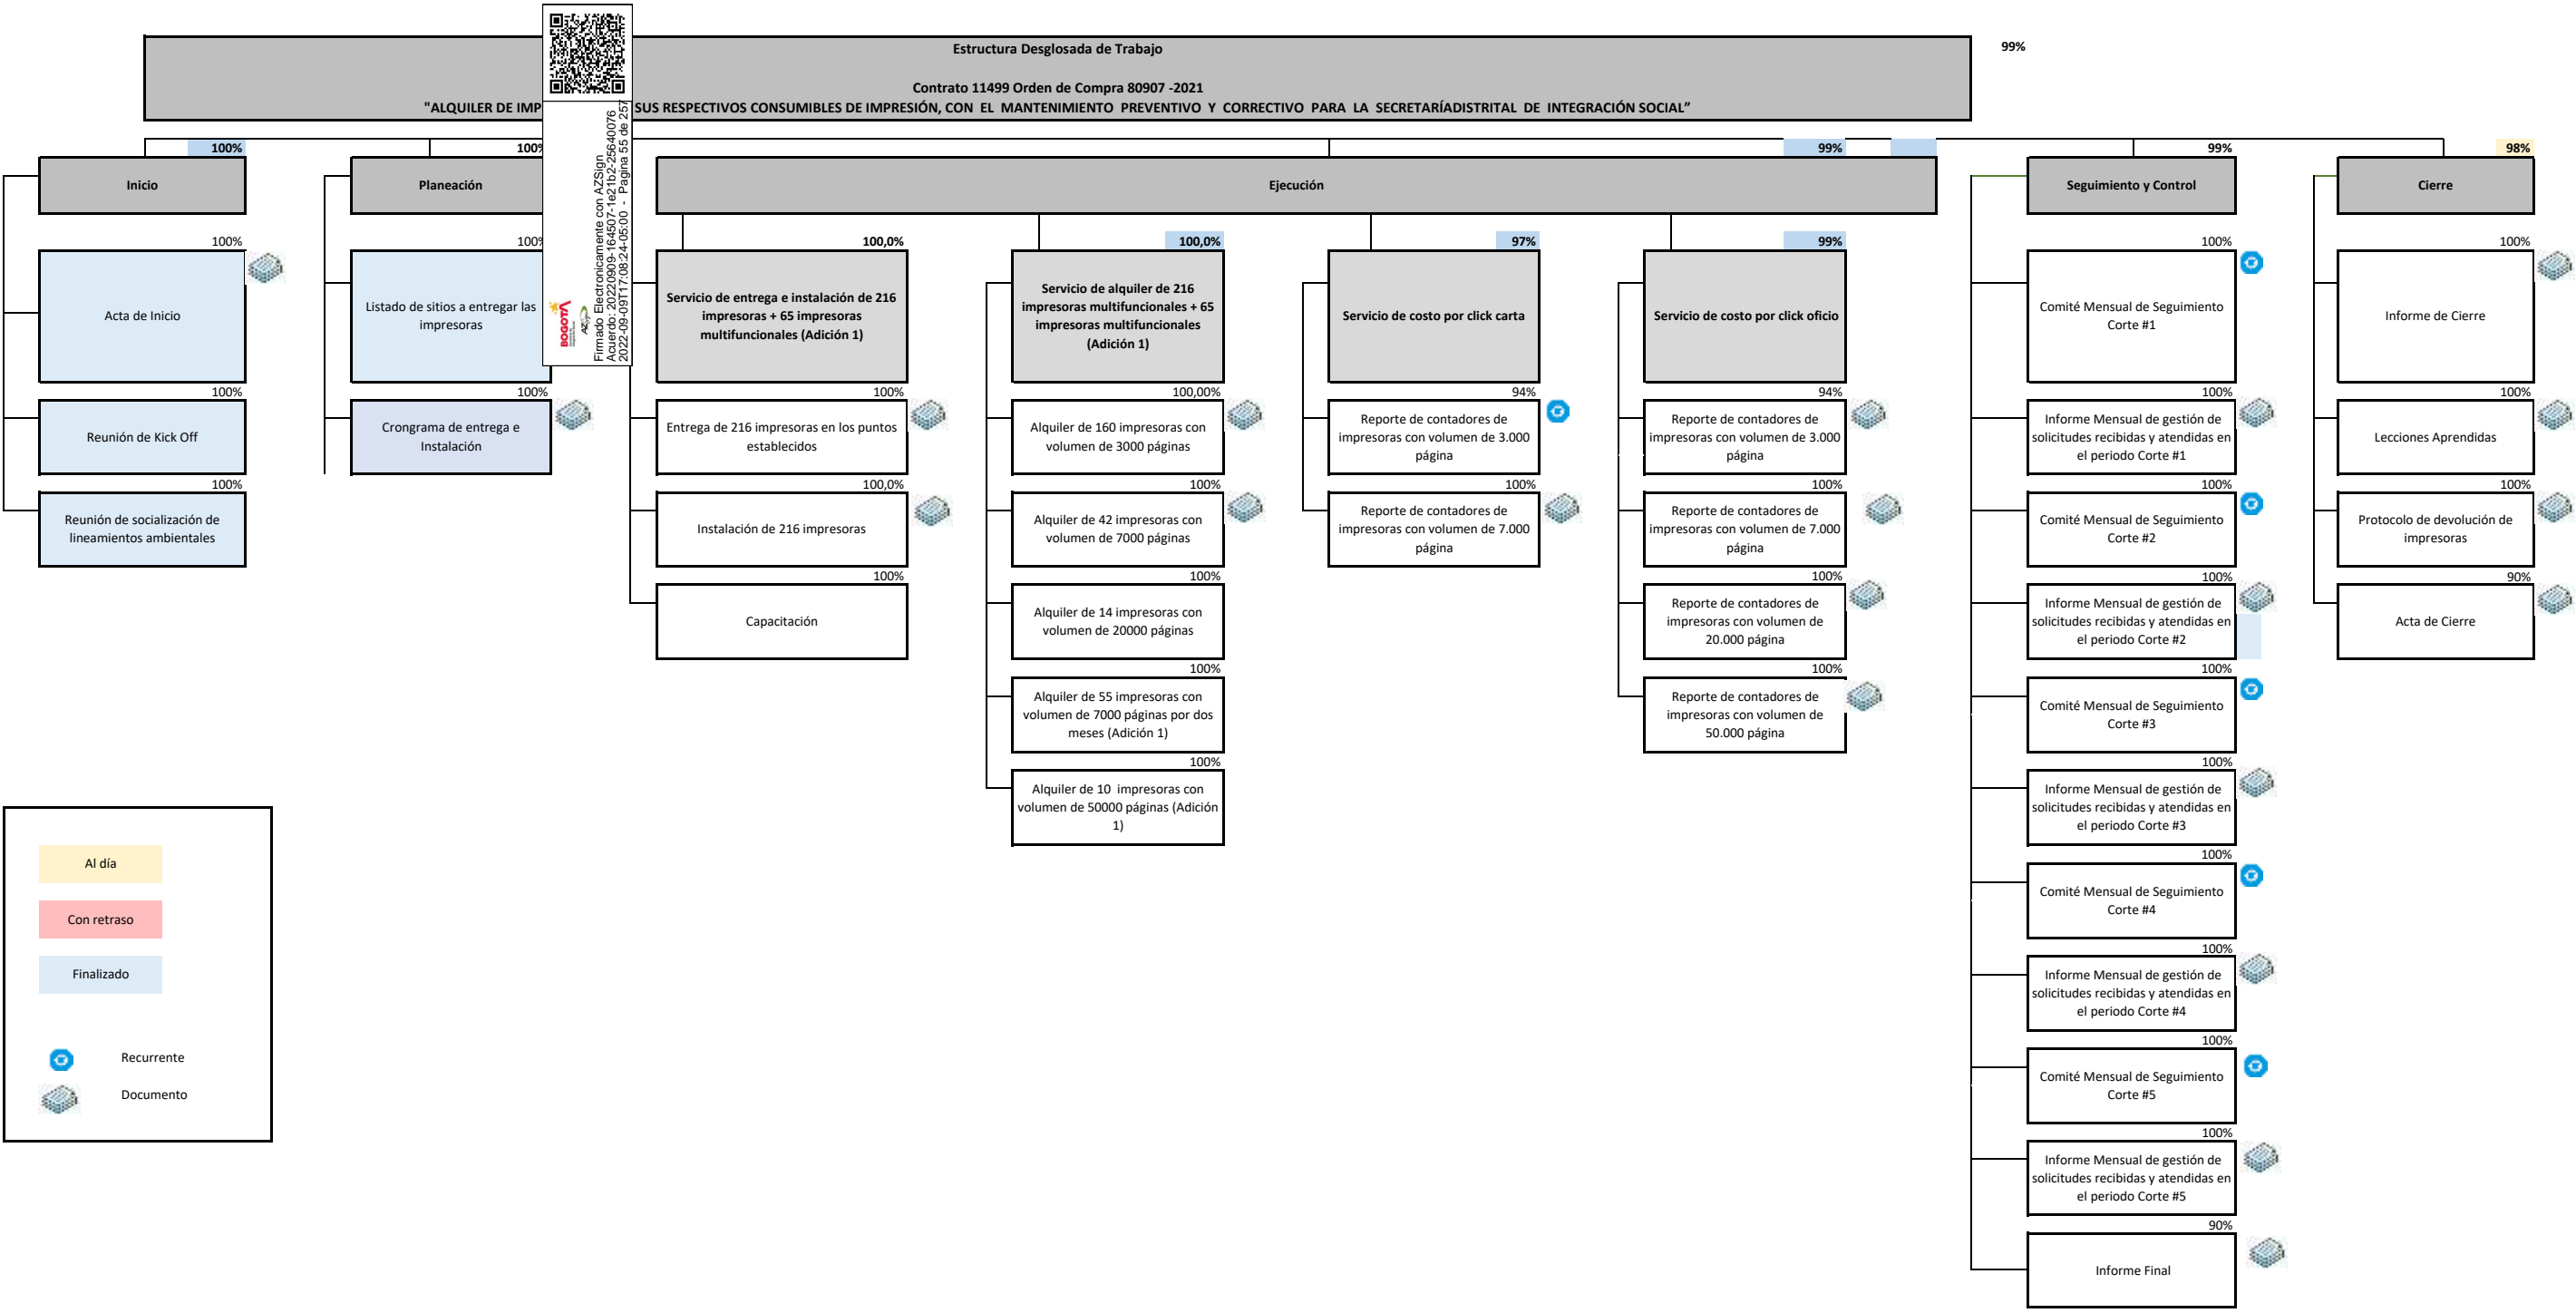 Estructura Desglosada de Trabajo
99%
Contrato 11499 Orden de Compra 80907 -2021
"ALQUILER DE IMP
SUS RESPECTIVOS CONSUMIBLES DE IMPRESIÓN, CON EL MANTENIMIENTO PREVENTIVO Y CORRECTIVO PARA LA SECRETARÍADISTRITAL DE INTEGRACIÓN SOCIAL”
BOGOTÁ
Firmado Electronicamente con AZSign
Acuerdo: 20220909-164507-1e21b2-25640076
2022-09-09T17:08:24-05:00 - Pagina 55 de 257
100%
Inicio
100%
Acta de Inicio
100%
Reunión de Kick Off
100%
Reunión de socialización de
lineamientos ambientales
100%
Planeación
100%
Listado de sitios a entregar las
impresoras
100%
Crongrama de entrega e
Instalación
99%
Ejecución
100,0%
Servicio de entrega e instalación de 216
impresoras + 65 impresoras
multifuncionales (Adición 1)
100%
Entrega de 216 impresoras en los puntos
establecidos
100,0%
Instalación de 216 impresoras
100%
Capacitación
100,0%
Servicio de alquiler de 216
impresoras multifuncionales + 65
impresoras multifuncionales
(Adición 1)
100,00%
Alquiler de 160 impresoras con
volumen de 3000 páginas
100%
Alquiler de 42 impresoras con
volumen de 7000 páginas
100%
Alquiler de 14 impresoras con
volumen de 20000 páginas
100%
Alquiler de 55 impresoras con
volumen de 7000 páginas por dos
meses (Adición 1)
100%
Alquiler de 10 impresoras con
volumen de 50000 páginas (Adición
1)
97%
Servicio de costo por click carta
94%
Reporte de contadores de
impresoras con volumen de 3.000
página
100%
Reporte de contadores de
impresoras con volumen de 7.000
página
99%
Servicio de costo por click oficio
94%
Reporte de contadores de
impresoras con volumen de 3.000
página
100%
Reporte de contadores de
impresoras con volumen de 7.000
página
100%
Reporte de contadores de
impresoras con volumen de
20.000 página
100%
Reporte de contadores de
impresoras con volumen de
50.000 página
99%
Seguimiento y Control
100%
Comité Mensual de Seguimiento
Corte #1
100%
Informe Mensual de gestión de
solicitudes recibidas y atendidas en
el periodo Corte #1
100%
Comité Mensual de Seguimiento
Corte #2
100%
Informe Mensual de gestión de
solicitudes recibidas y atendidas en
el periodo Corte #2
100%
Comité Mensual de Seguimiento
Corte #3
100%
Informe Mensual de gestión de
solicitudes recibidas y atendidas en
el periodo Corte #3
100%
Comité Mensual de Seguimiento
Corte #4
100%
Informe Mensual de gestión de
solicitudes recibidas y atendidas en
el periodo Corte #4
100%
Comité Mensual de Seguimiento
Corte #5
100%
Informe Mensual de gestión de
solicitudes recibidas y atendidas en
el periodo Corte #5
90%
Informe Final
98%
Cierre
100%
Informe de Cierre
100%
Lecciones Aprendidas
100%
Protocolo de devolución de
impresoras
90%
Acta de Cierre
Al día
Con retraso
Finalizado
Recurrente
Documento